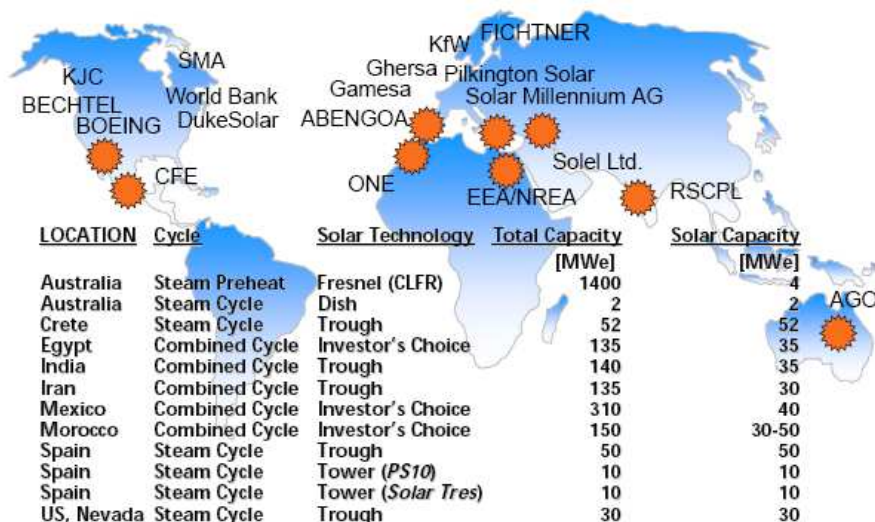 FICHTNER
KfW
SMA
Ghersa Pilkington Solar
KJC
Gamesa
World Bank
Solar Millennium AG
BECHTEL
BOEING
DukeSolar
ABENGOA
Solel Ltd.
CFE
ONE
EEA/NREA
RSCPL
LOCATION Cycle Solar Technology Total Capacity Solar Capacity
[MWe] [MWe]
Australia Steam Preheat Fresnel (CLFR) 1400 4
AGO
Australia Steam Cycle Dish 2 2
Crete Steam Cycle Trough 52 52
Egypt Combined Cycle Investor's Choice 135 35
India Combined Cycle Trough 140 35
Iran Combined Cycle Trough 135 30
Mexico Combined Cycle Investor's Choice 310 40
Morocco Combined Cycle Investor's Choice 150 30-50
Spain Steam Cycle Trough 50 50
Spain Steam Cycle Tower (PS10) 10 10
Spain Steam Cycle Tower (Solar Tres) 10 10
US, Nevada Steam Cycle Trough 30 30